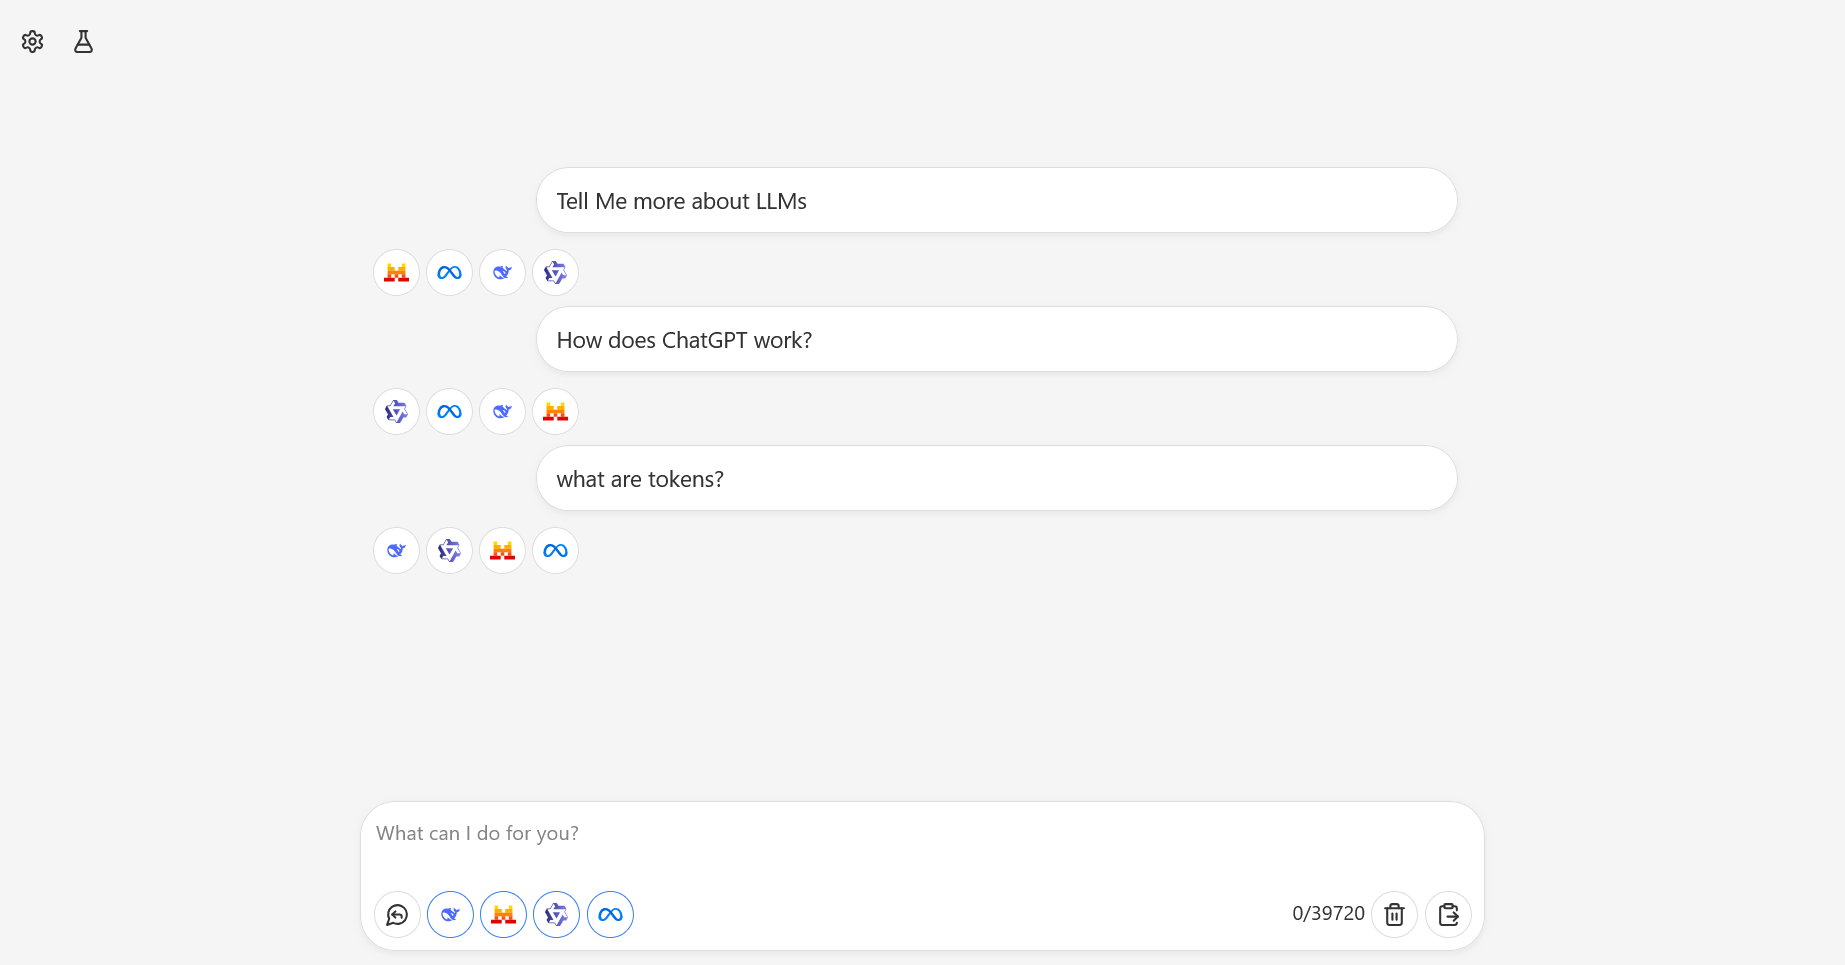 Tell Me more about LLMs
How does ChatGPT work?
what are tokens?
What can I do for you?
0/39720